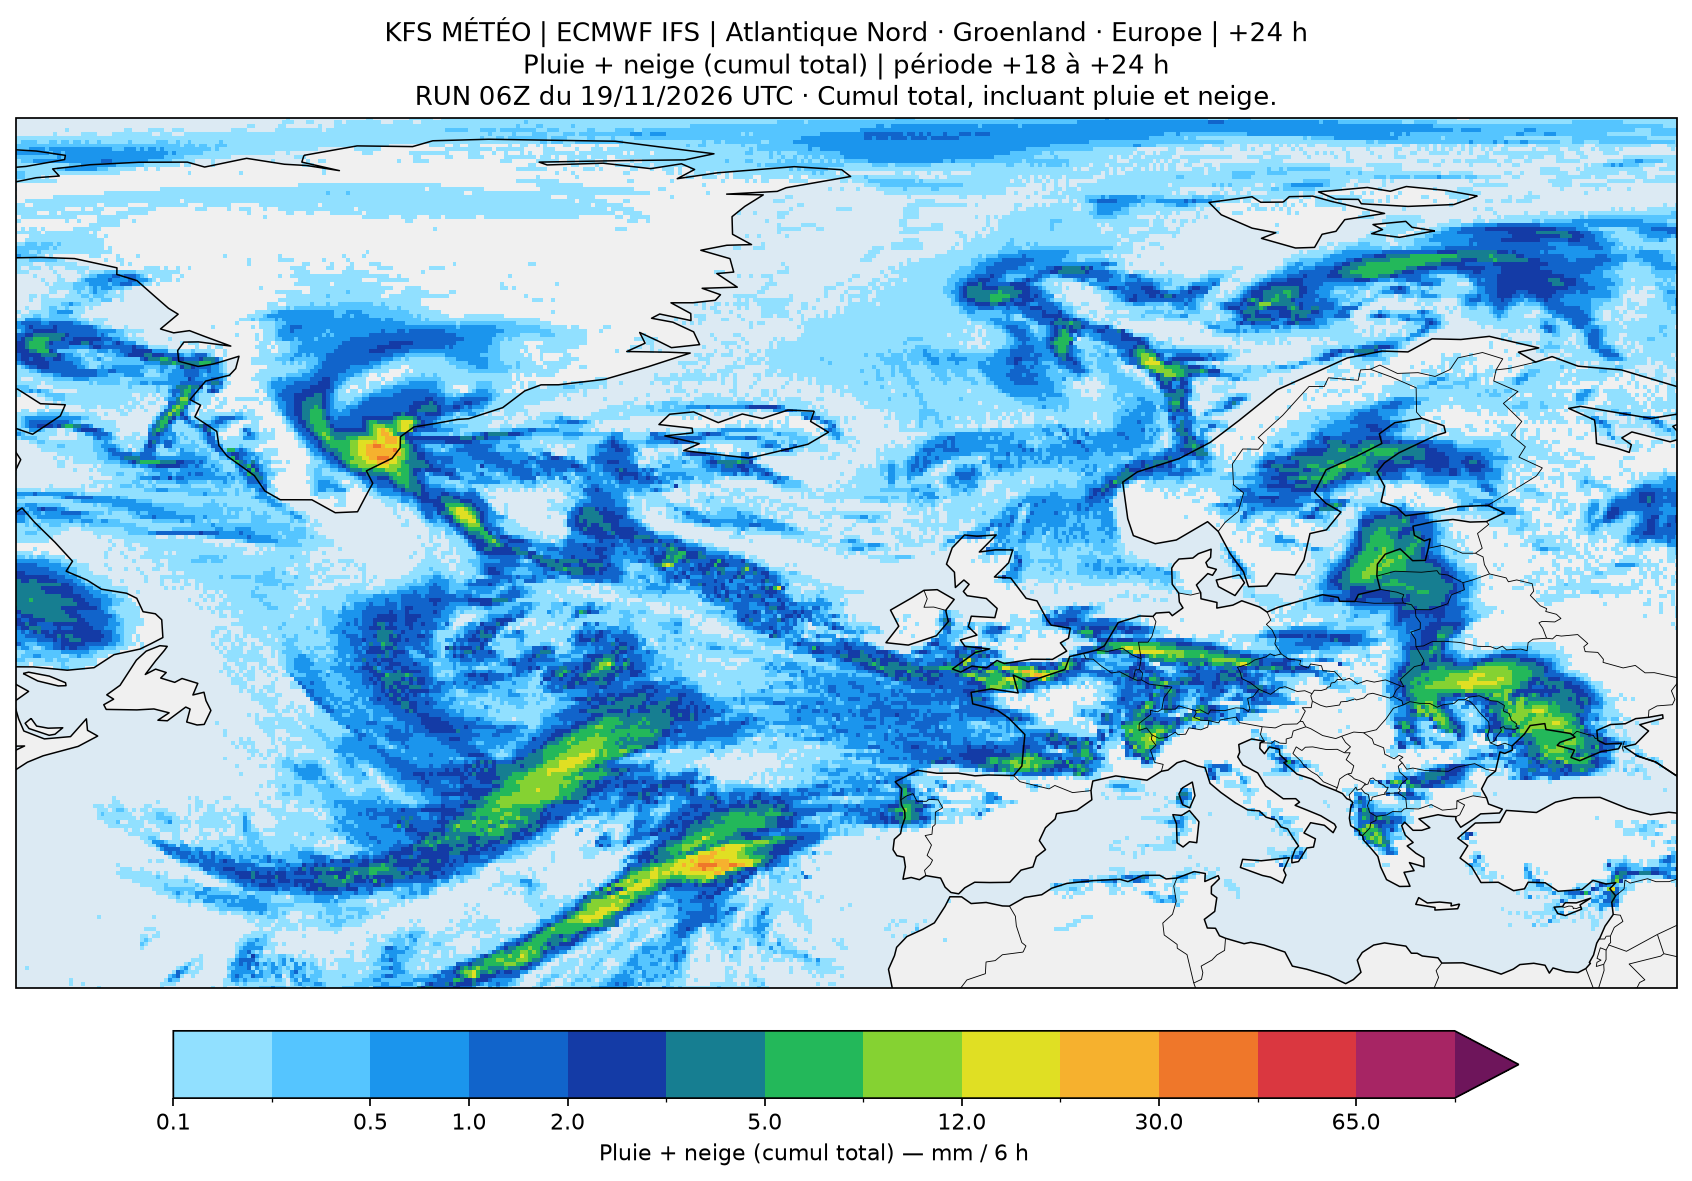 KFS MÉTÉO | ECMWF IFS | Atlantique Nord · Groenland · Europe | +24 h
Pluie + neige (cumul total) | période +18 à +24 h
RUN 06Z du 19/11/2026 UTC · Cumul total, incluant pluie et neige.
0.1 0.5 1.0 2.0 5.0 12.0 30.0 65.0
Pluie + neige (cumul total) — mm / 6 h